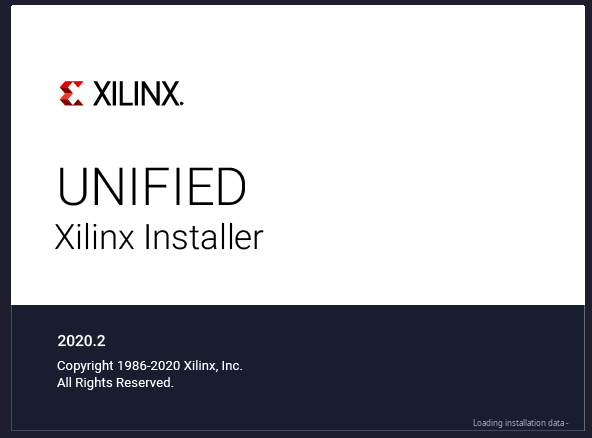 XILINX.
UNIFIED
Xilinx Installer
2020.2
Copyright 1986-2020 Xilinx, Inc.
All Rights Reserved.
Loading installation data -